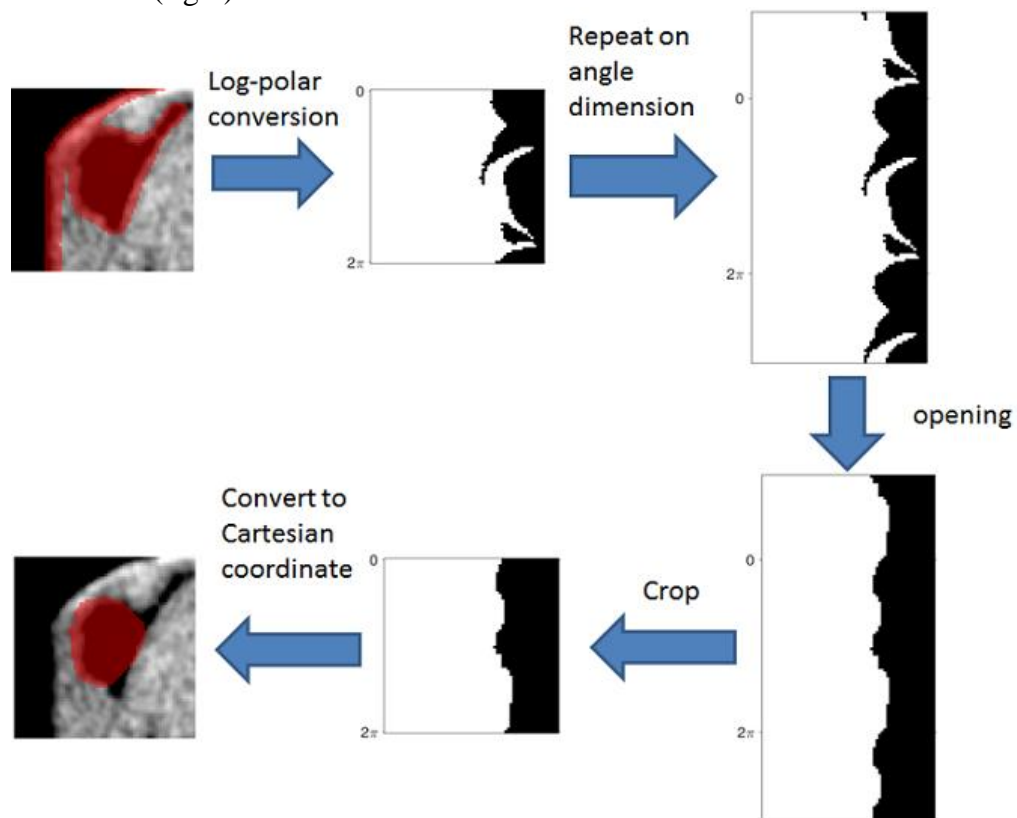 Log-polar
conversion
0
2π
Repeat on
angle
dimension
0
2π
opening
0
2π
Crop
0
2π
Convert to
Cartesian
coordinate